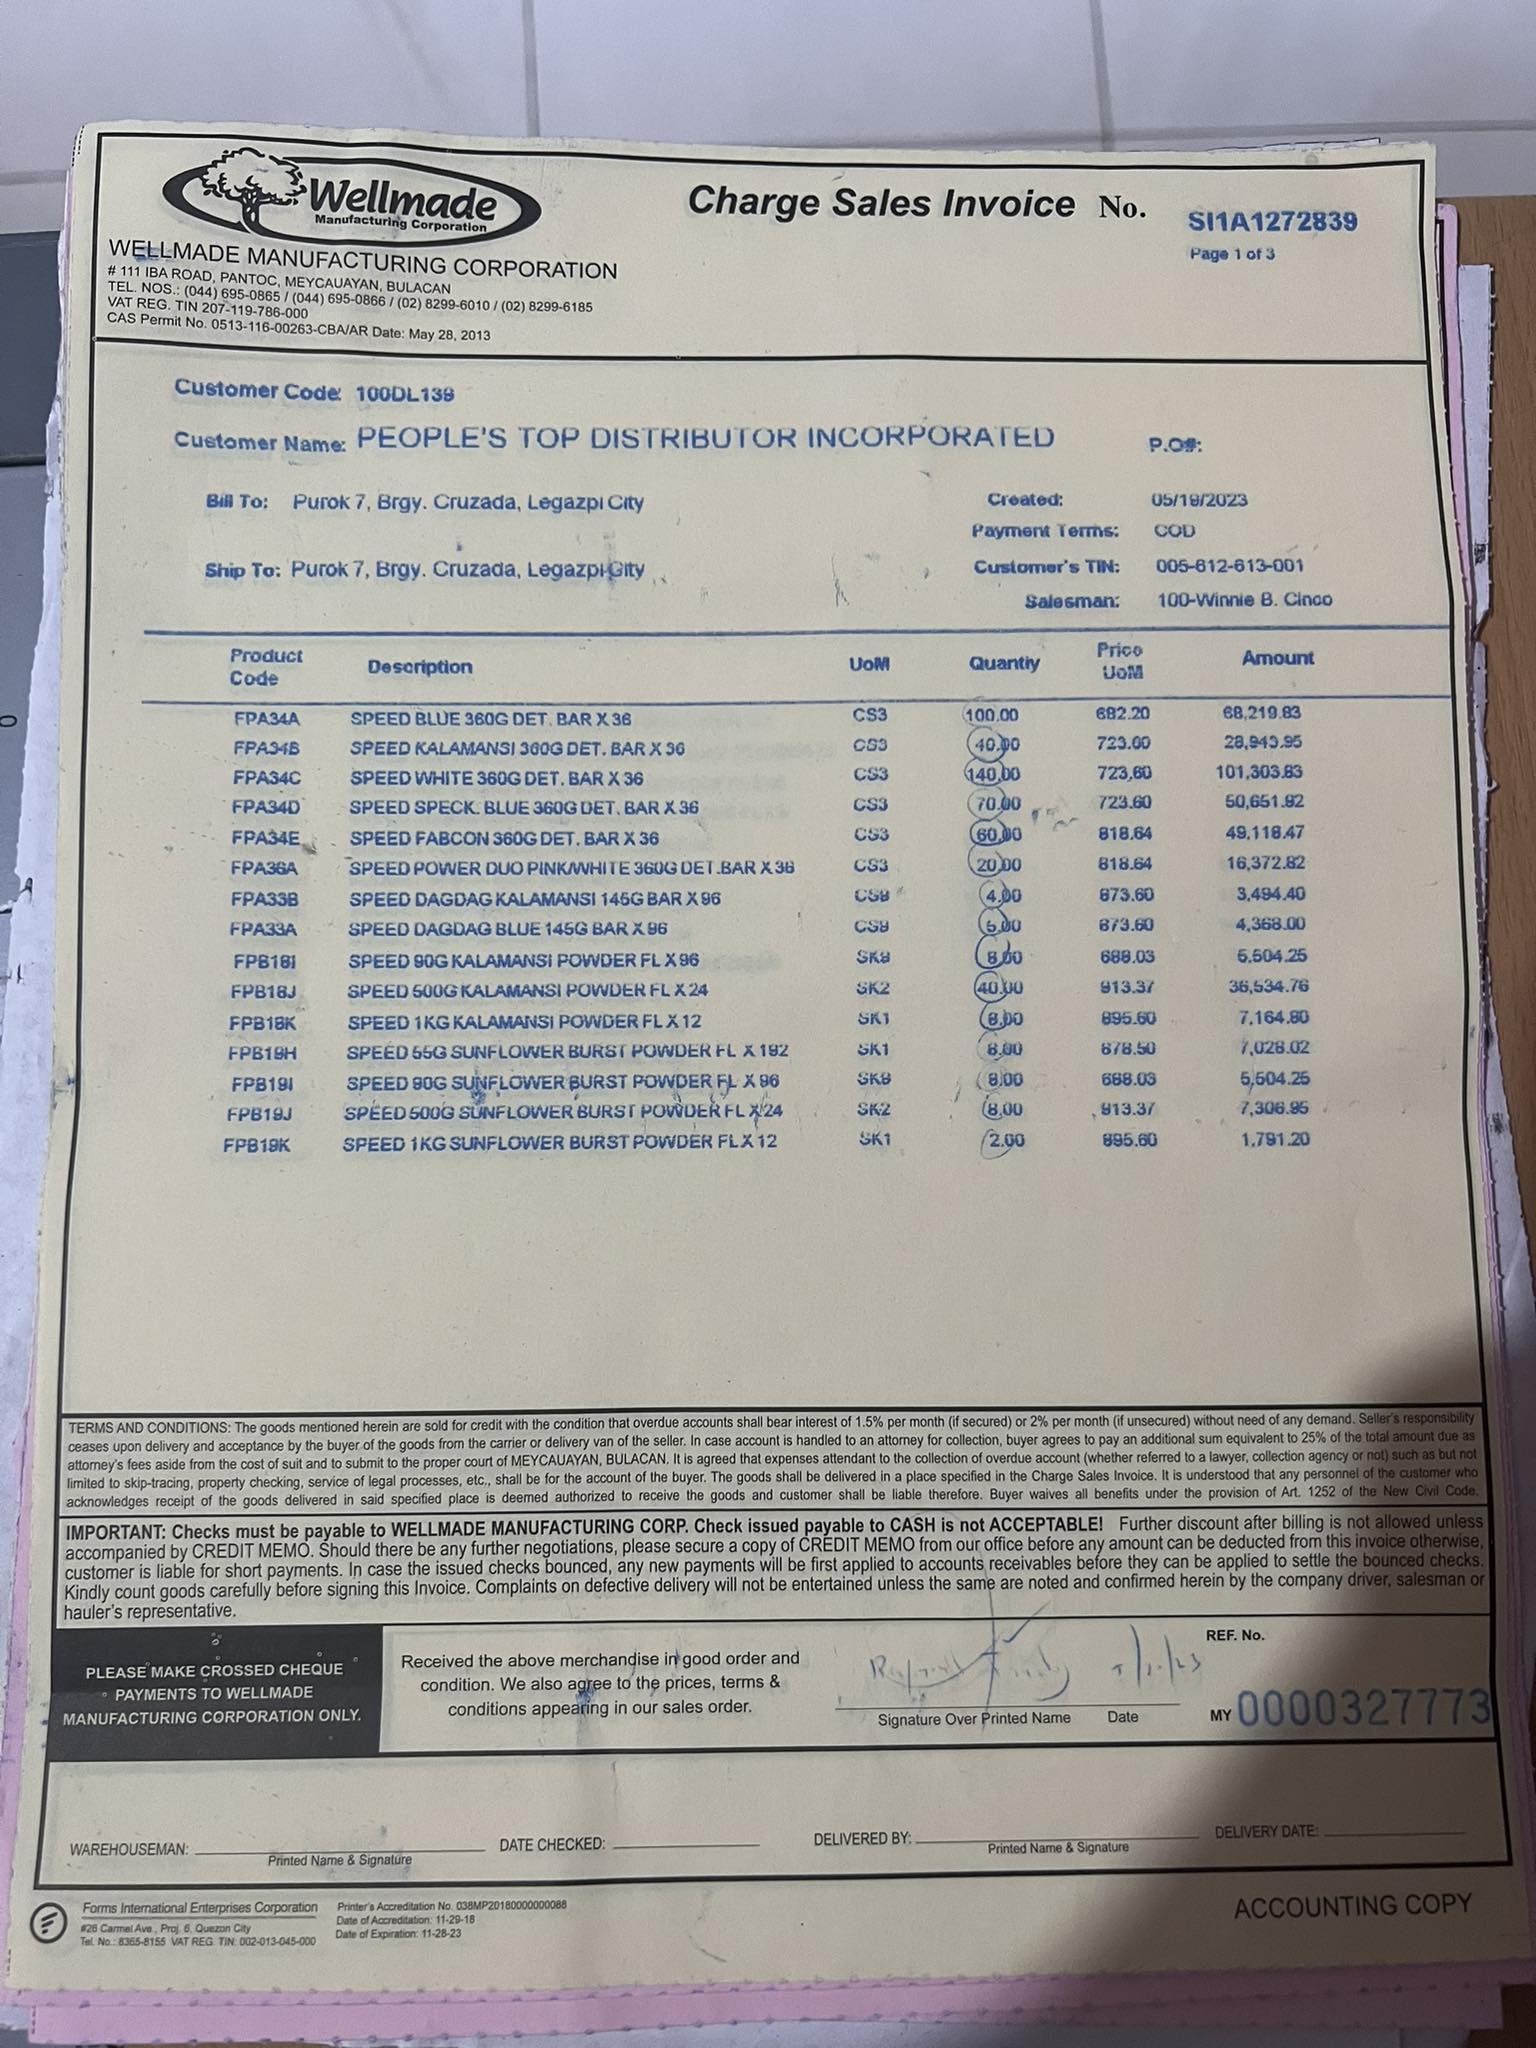 Wellmade
Manufacturing Corporation
Charge Sales Invoice No. SI1A1272839
Page 1 of 3
WELLMADE MANUFACTURING CORPORATION
# 111 IBA ROAD, PANTOC, MEYCAUAYAN, BULACAN
TEL. NOS.: (044) 695-0865 / (044) 695-0866 / (02) 8299-6010 / (02) 8299-6185
VAT REG. TIN 207-119-786-000
CAS Permit No. 0513-116-00263-CBA/AR Date: May 28, 2013
Customer Code: 100DL139
Customer Name: PEOPLE'S TOP DISTRIBUTOR INCORPORATED P.O#:
Bill To: Purok 7, Brgy. Cruzada, Legazpi City Created: 05/19/2023
Payment Terms: COD
Ship To: Purok 7, Brgy. Cruzada, Legazpi City Customer's TIN: 005-612-613-001
Salesman: 100-Winnie B. Cinco
Product Code Description UoM Quantiy Price UoM Amount
FPA34A SPEED BLUE 360G DET. BAR X 36 CS3 100.00 682.20 68,219.83
FPA34B SPEED KALAMANSI 360G DET. BAR X 36 CS3 40.00 723.60 28,943.95
FPA34C SPEED WHITE 360G DET. BAR X 36 CS3 140.00 723.60 101,303.83
FPA34D SPEED SPECK. BLUE 360G DET. BAR X 36 CS3 70.00 723.60 50,651.92
FPA34E SPEED FABCON 360G DET. BAR X 36 CS3 60.00 818.64 49,118.47
FPA36A SPEED POWER DUO PINK/WHITE 360G DET.BAR X 36 CS3 20.00 818.64 16,372.82
FPA33B SPEED DAGDAG KALAMANSI 145G BAR X 96 CS9 4.00 873.60 3,494.40
FPA33A SPEED DAGDAG BLUE 145G BAR X 96 CS9 5.00 873.60 4,368.00
FPB18I SPEED 90G KALAMANSI POWDER FL X 96 SK9 8.00 688.03 5,504.25
FPB18J SPEED 500G KALAMANSI POWDER FL X 24 SK2 40.00 913.37 36,534.76
FPB18K SPEED 1KG KALAMANSI POWDER FL X 12 SK1 8.00 895.60 7,164.80
FPB19H SPEED 55G SUNFLOWER BURST POWDER FL X 192 SK1 8.00 878.50 7,028.02
FPB19I SPEED 90G SUNFLOWER BURST POWDER FL X 96 SK9 8.00 688.03 5,504.25
FPB19J SPEED 500G SUNFLOWER BURST POWDER FL X 24 SK2 8.00 913.37 7,306.95
FPB19K SPEED 1KG SUNFLOWER BURST POWDER FL X 12 SK1 2.00 895.60 1,791.20
TERMS AND CONDITIONS: The goods mentioned herein are sold for credit with the condition that overdue accounts shall bear interest of 1.5% per month (if secured) or 2% per month (if unsecured) without need of any demand. Seller's responsibility
ceases upon delivery and acceptance by the buyer of the goods from the carrier or delivery van of the seller. In case account is handled to an attorney for collection, buyer agrees to pay an additional sum equivalent to 25% of the total amount due as
attorney's fees aside from the cost of suit and to submit to the proper court of MEYCAUAYAN, BULACAN. It is agreed that expenses attendant to the collection of overdue account (whether referred to a lawyer, collection agency or not) such as but not
limited to skip-tracing, property checking, service of legal processes, etc., shall be for the account of the buyer. The goods shall be delivered in a place specified in the Charge Sales Invoice. It is understood that any personnel of the customer who
acknowledges receipt of the goods delivered in said specified place is deemed authorized to receive the goods and customer shall be liable therefore. Buyer waives all benefits under the provision of Art. 1252 of the New Civil Code.
IMPORTANT: Checks must be payable to WELLMADE MANUFACTURING CORP. Check issued payable to CASH is not ACCEPTABLE! Further discount after billing is not allowed unless
accompanied by CREDIT MEMO. Should there be any further negotiations, please secure a copy of CREDIT MEMO from our office before any amount can be deducted from this invoice otherwise,
customer is liable for short payments. In case the issued checks bounced, any new payments will be first applied to accounts receivables before they can be applied to settle the bounced checks.
Kindly count goods carefully before signing this Invoice. Complaints on defective delivery will not be entertained unless the same are noted and confirmed herein by the company driver, salesman or
hauler's representative.
PLEASE MAKE CROSSED CHEQUE
PAYMENTS TO WELLMADE
MANUFACTURING CORPORATION ONLY.
Received the above merchandise in good order and
condition. We also agree to the prices, terms &
conditions appearing in our sales order.
Signature Over Printed Name Date
REF. No.
MY 0000327773
WAREHOUSEMAN: DATE CHECKED: DELIVERED BY: DELIVERY DATE:
Printed Name & Signature Printed Name & Signature
Forms International Enterprises Corporation
#26 Carmel Ave., Proj. 6, Quezon City
Tel. No.: 8365-8155 VAT REG. TIN: 002-013-045-000
Printer's Accreditation No. 038MP20180000000088
Date of Accreditation: 11-29-18
Date of Expiration: 11-28-23
ACCOUNTING COPY